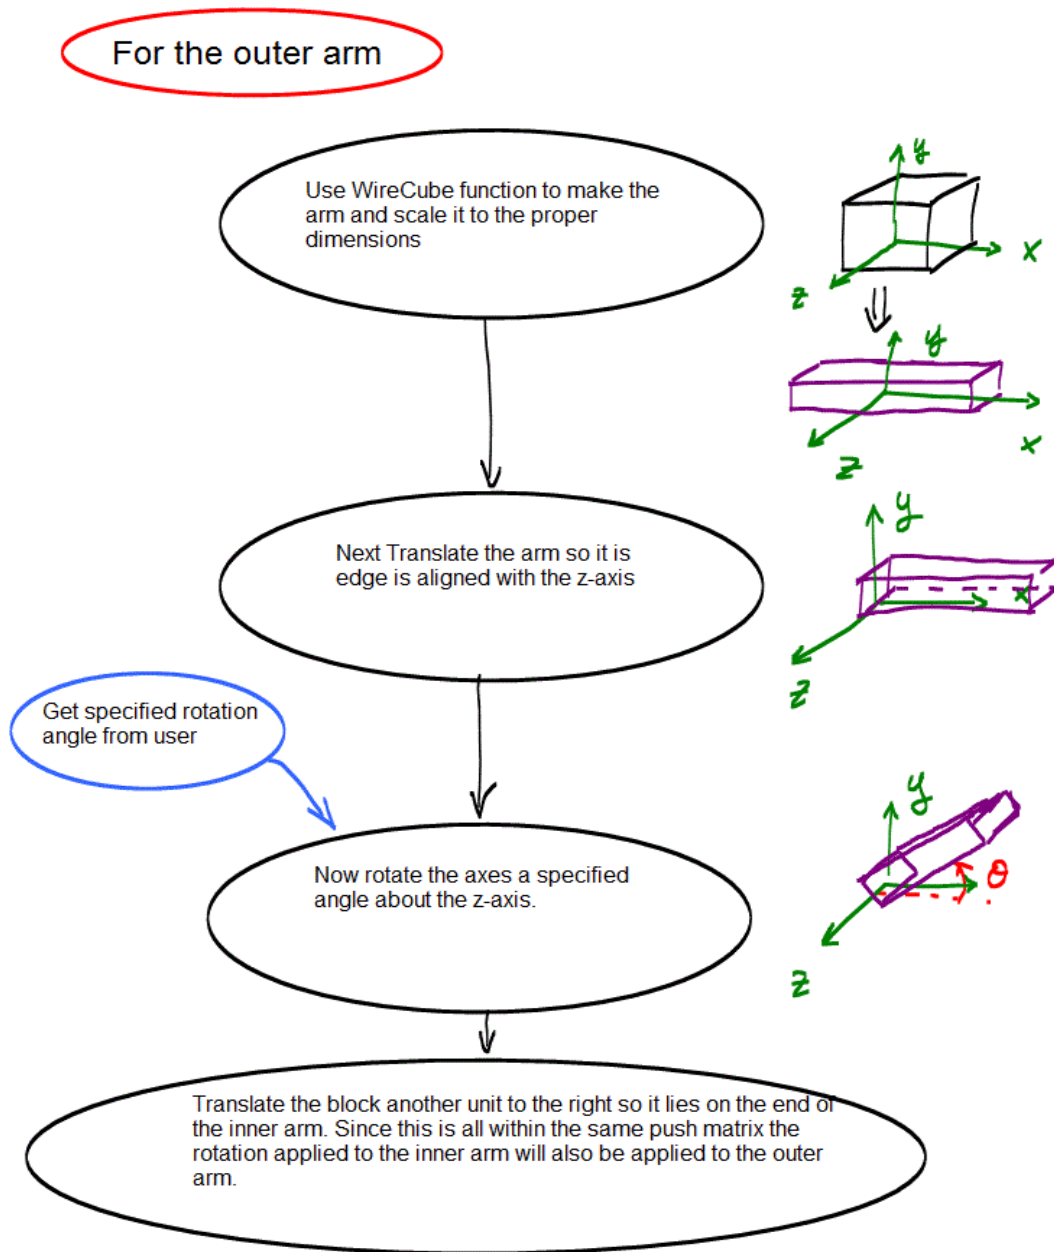 For the outer arm
Use WireCube function to make the
arm and scale it to the proper
dimensions
y
x
z
y
x
z
Next Translate the arm so it is
edge is aligned with the z-axis
y
x
z
Get specified rotation
angle from user
Now rotate the axes a specified
angle about the z-axis.
y
θ
z
Translate the block another unit to the right so it lies on the end of
the inner arm. Since this is all within the same push matrix the
rotation applied to the inner arm will also be applied to the outer
arm.